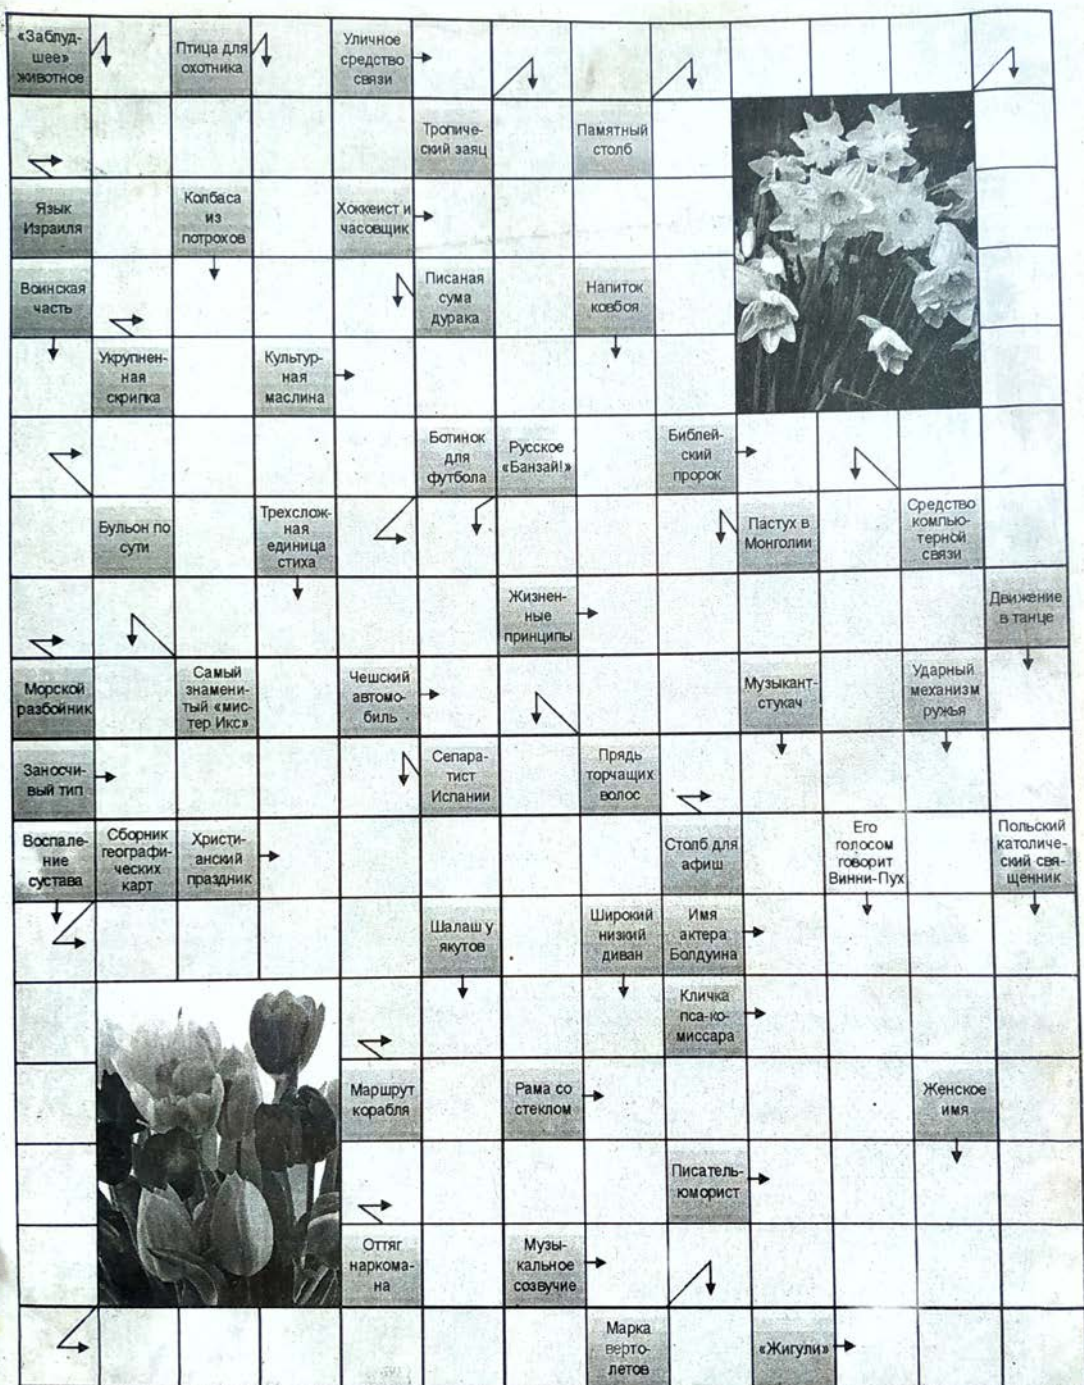 «Заблуд-
шее»
животное
Птица для
охотника
Уличное
средство
связи
Тропиче-
ский заяц
Памятный
столб
Язык
Израиля
Колбаса
из
потрохов
Хоккеист и
часовщик
Воинская
часть
Писаная
сума
дурака
Напиток
ковбоя
Укрупнен-
ная
скрипка
Культур-
ная
маслина
Ботинок
для
футбола
Русское
«Банзай!»
Библей-
ский
пророк
Бульон по
сути
Трехслож-
ная
единица
стиха
Пастух в
Монголии
Средство
компью-
терной
связи
Жизнен-
ные
принципы
Движение
в танце
Морской
разбойник
Самый
знамени-
тый «мис-
тер Икс»
Чешский
автомо-
биль
Музыкант-
стукач
Ударный
механизм
ружья
Заносчи-
вый тип
Сепара-
тист
Испании
Прядь
торчащих
волос
Воспале-
ние
сустава
Сборник
географи-
ческих
карт
Христи-
анский
праздник
Столб для
афиш
Его
голосом
говорит
Винни-Пух
Польский
католиче-
ский свя-
щенник
Шалаш у
якутов
Широкий
низкий
диван
Имя
актера
Болдуина
Кличка
пса-ко-
миссара
Маршрут
корабля
Рама со
стеклом
Женское
имя
Писатель-
юморист
Оттяг
наркома-
на
Музы-
кальное
созвучие
Марка
верто-
летов
«Жигули»